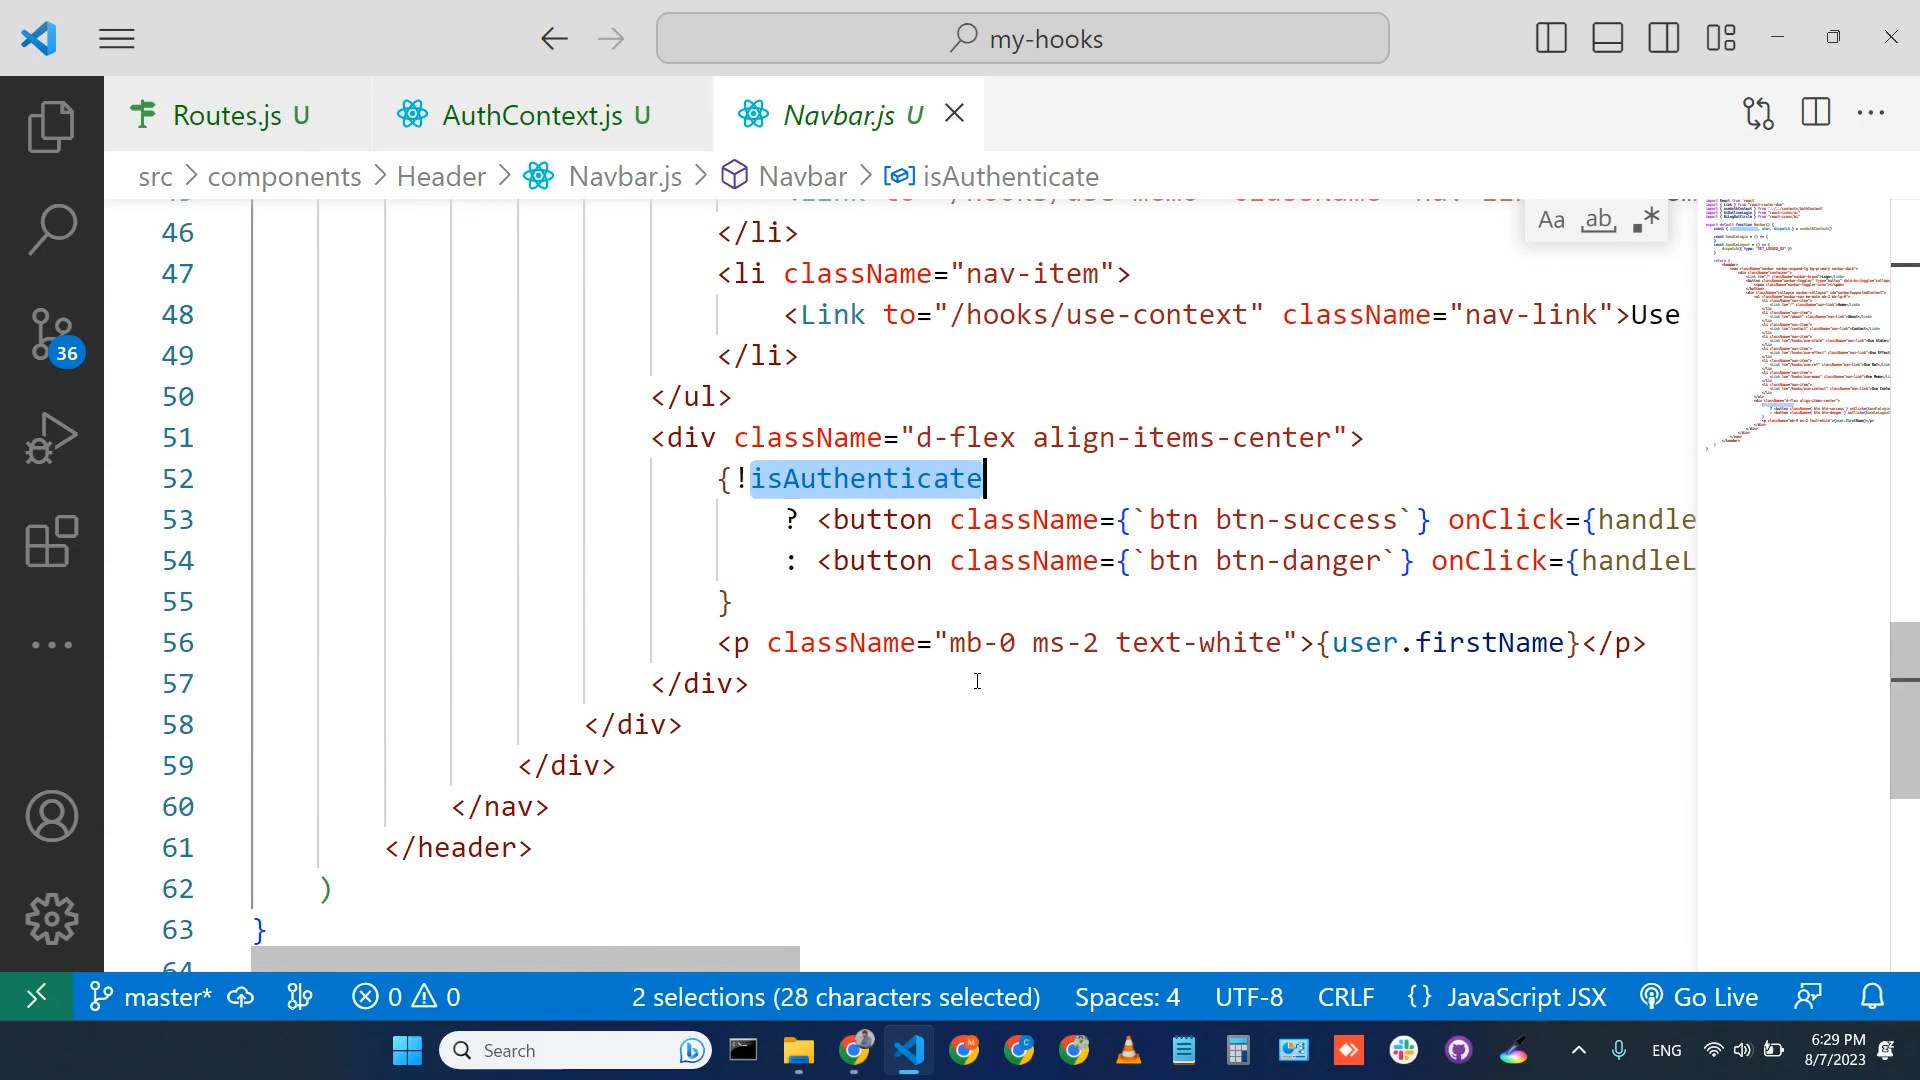 my-hooks
Routes.js U
AuthContext.js U
Navbar.js U
src > components > Header > Navbar.js > Navbar > isAuthenticate
Aa ab
46 </li>
47 <li className="nav-item">
48 <Link to="/hooks/use-context" className="nav-link">Use
49 </li>
50 </ul>
51 <div className="d-flex align-items-center">
52 {!isAuthenticate
53 ? <button className={`btn btn-success`} onClick={handle
54 : <button className={`btn btn-danger`} onClick={handleL
55 }
56 <p className="mb-0 ms-2 text-white">{user.firstName}</p>
57 </div>
58 </div>
59 </div>
60 </nav>
61 </header>
62 )
63 }
36
master* 0 0 2 selections (28 characters selected) Spaces: 4 UTF-8 CRLF {} JavaScript JSX Go Live
Search
ENG
6:29 PM
8/7/2023